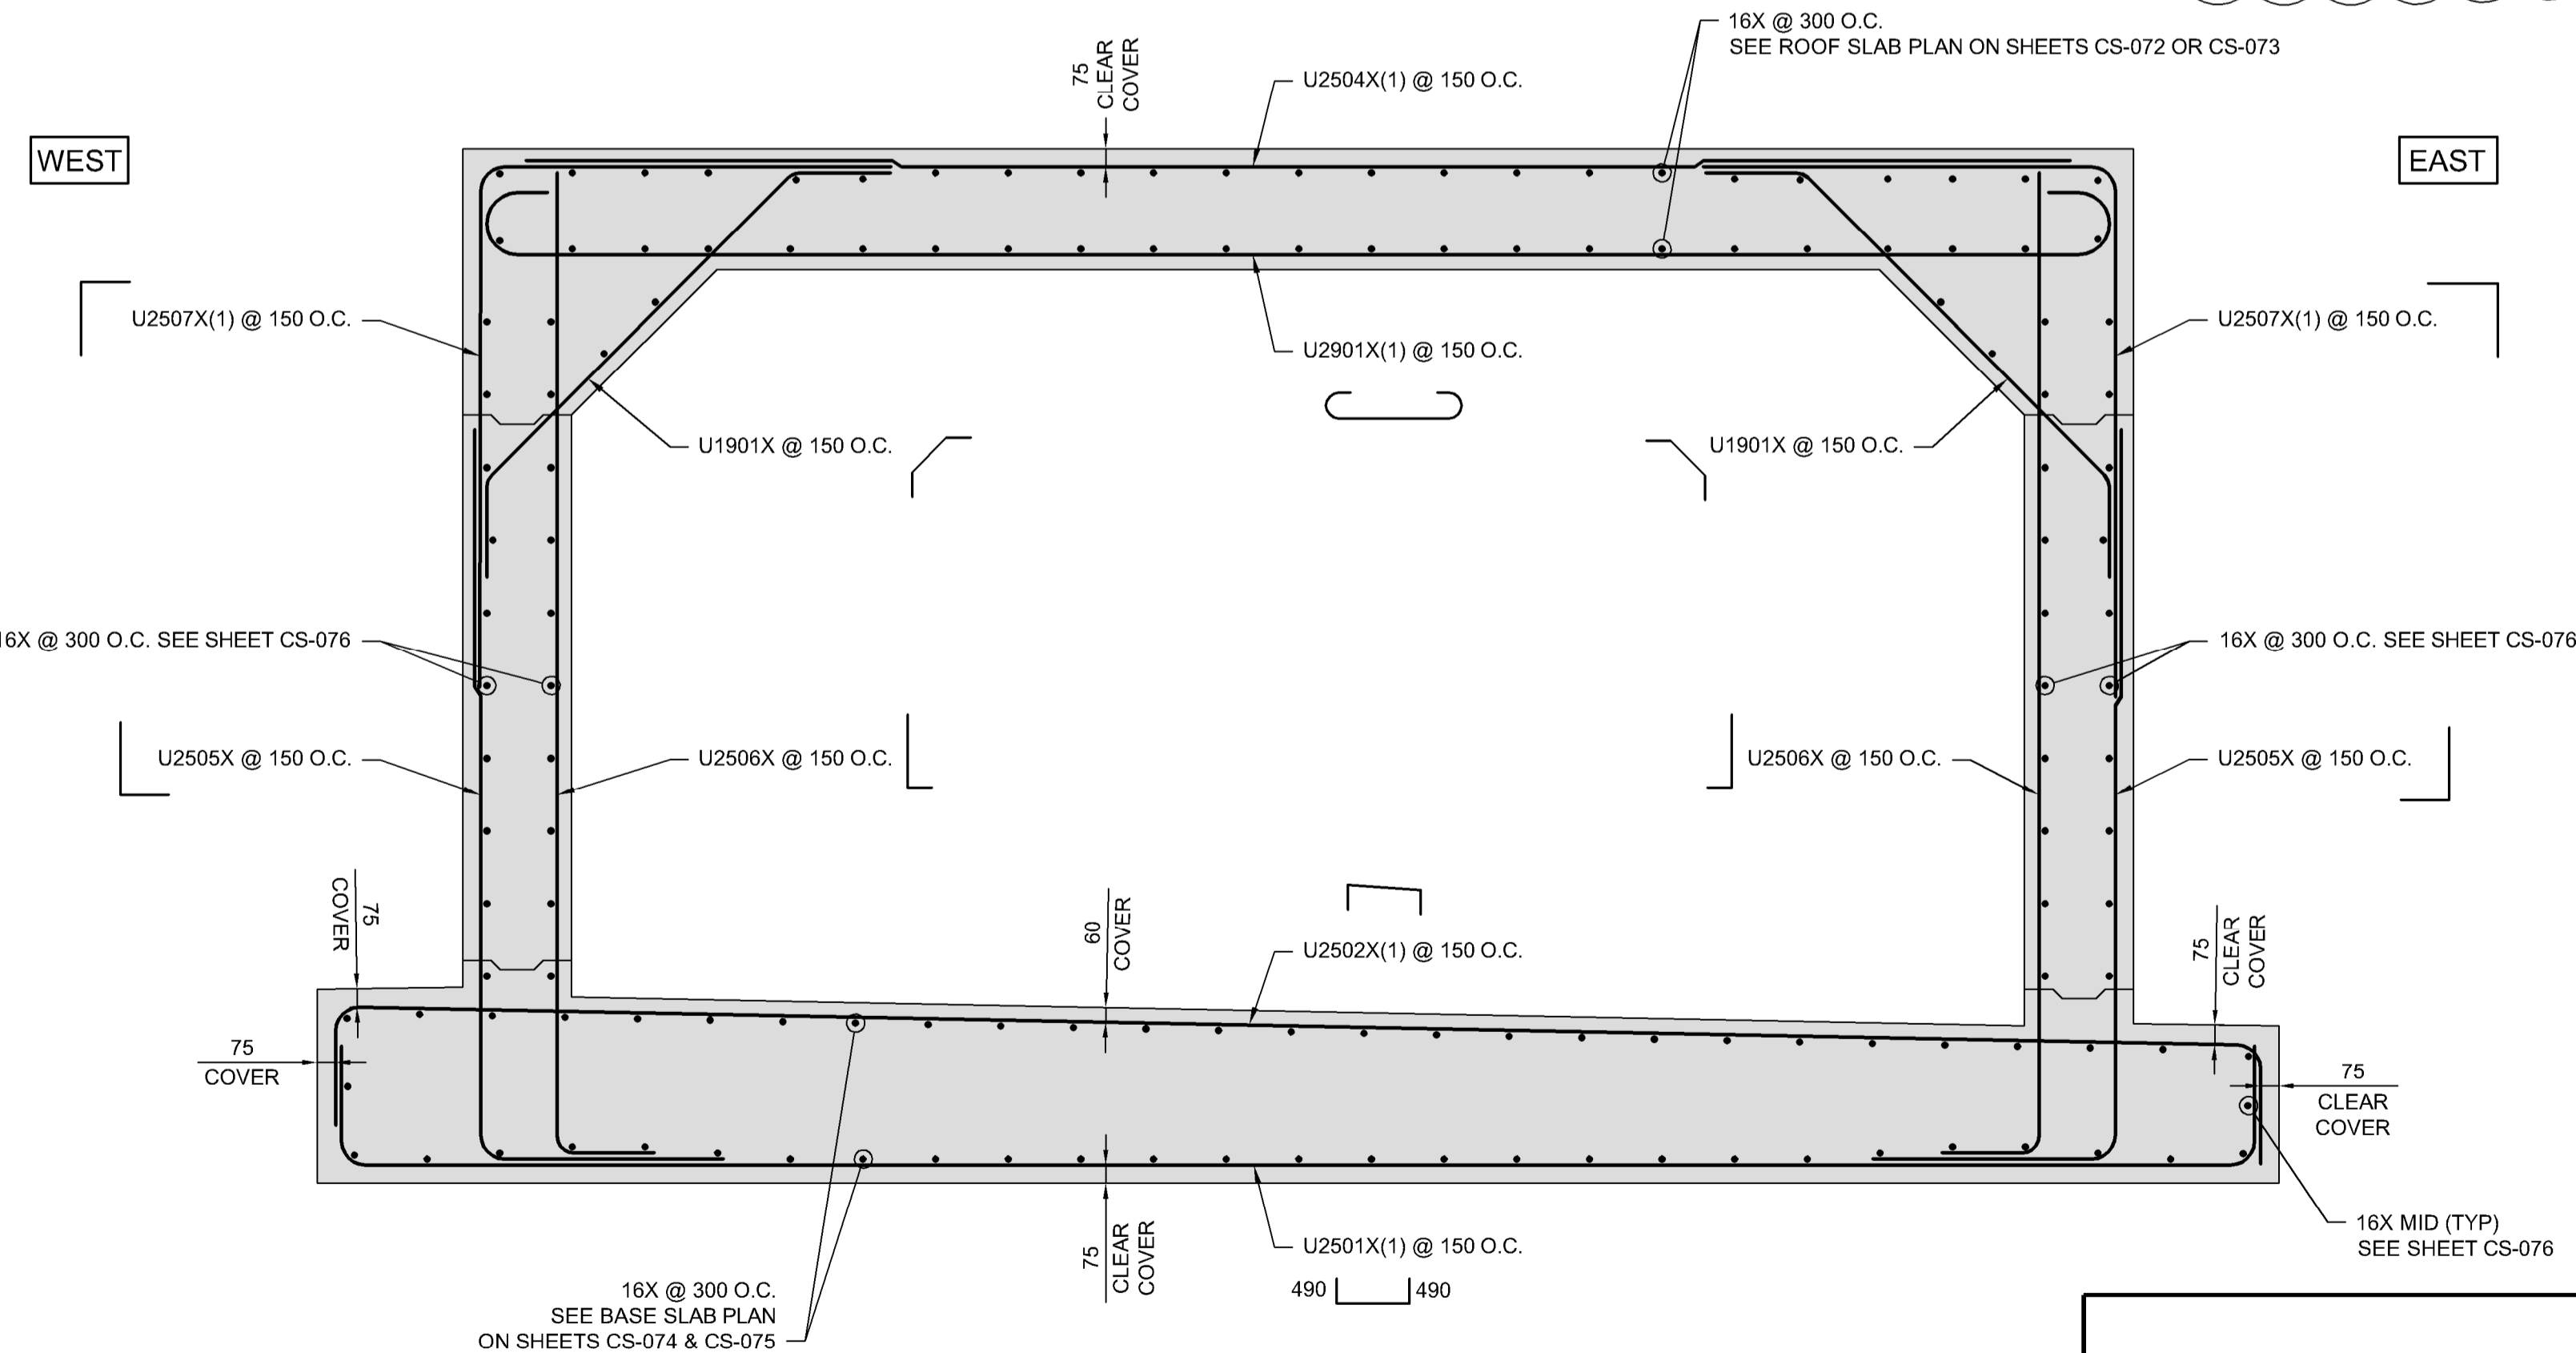 16X @ 300 O.C.
SEE ROOF SLAB PLAN ON SHEETS CS-072 OR CS-073
75
CLEAR
COVER
U2504X(1) @ 150 O.C.
WEST
EAST
U2507X(1) @ 150 O.C.
U2507X(1) @ 150 O.C.
U2901X(1) @ 150 O.C.
U1901X @ 150 O.C.
U1901X @ 150 O.C.
16X @ 300 O.C. SEE SHEET CS-076
16X @ 300 O.C. SEE SHEET CS-076
U2505X @ 150 O.C.
U2506X @ 150 O.C.
U2506X @ 150 O.C.
U2505X @ 150 O.C.
75
COVER
60
COVER
U2502X(1) @ 150 O.C.
75
CLEAR
COVER
75
COVER
75
CLEAR
COVER
75
CLEAR
COVER
U2501X(1) @ 150 O.C.
490 490
16X MID (TYP)
SEE SHEET CS-076
16X @ 300 O.C.
SEE BASE SLAB PLAN
ON SHEETS CS-074 & CS-075